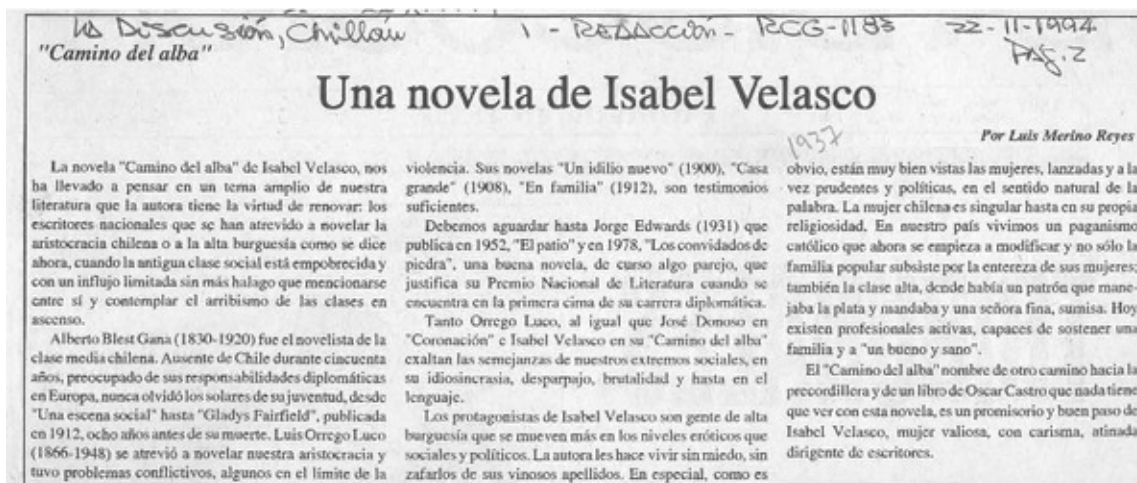 La Discusión, Chillán 1 - REDACCIÓN - RCG-1183 22-11-1994
PÁg. 2
"Camino del alba"
Una novela de Isabel Velasco
1937
Por Luis Merino Reyes
La novela "Camino del alba" de Isabel Velasco, nos
ha llevado a pensar en un tema amplio de nuestra
literatura que la autora tiene la virtud de renovar: los
escritores nacionales que se han atrevido a novelar la
aristocracia chilena o a la alta burguesía como se dice
ahora, cuando la antigua clase social está empobrecida y
con un influjo limitada sin más halago que mencionarse
entre sí y contemplar el arribismo de las clases en
ascenso.
Alberto Blest Gana (1830-1920) fue el novelista de la
clase media chilena. Ausente de Chile durante cincuenta
años, preocupado de sus responsabilidades diplomáticas
en Europa, nunca olvidó los solares de su juventud, desde
"Una escena social" hasta "Gladys Fairfield", publicada
en 1912, ocho años antes de su muerte. Luis Orrego Luco
(1866-1948) se atrevió a novelar nuestra aristocracia y
tuvo problemas conflictivos, algunos en el límite de la
violencia. Sus novelas "Un idilio nuevo" (1900), "Casa
grande" (1908), "En familia" (1912), son testimonios
suficientes.
Debemos aguardar hasta Jorge Edwards (1931) que
publica en 1952, "El patio" y en 1978, "Los convidados de
piedra", una buena novela, de curso algo parejo, que
justifica su Premio Nacional de Literatura cuando se
encuentra en la primera cima de su carrera diplomática.
Tanto Orrego Luco, al igual que José Donoso en
"Coronación" e Isabel Velasco en su "Camino del alba"
exaltan las semejanzas de nuestros extremos sociales, en
su idiosincrasia, desparpajo, brutalidad y hasta en el
lenguaje.
Los protagonistas de Isabel Velasco son gente de alta
burguesía que se mueven más en los niveles eróticos que
sociales y políticos. La autora les hace vivir sin miedo, sin
zafarlos de sus vinosos apellidos. En especial, como es
obvio, están muy bien vistas las mujeres, lanzadas y a la
vez prudentes y políticas, en el sentido natural de la
palabra. La mujer chilena es singular hasta en su propia
religiosidad. En nuestro país vivimos un paganismo
católico que ahora se empieza a modificar y no sólo la
familia popular subsiste por la entereza de sus mujeres;
también la clase alta, donde había un patrón que mane-
jaba la plata y mandaba y una señora fina, sumisa. Hoy
existen profesionales activas, capaces de sostener una
familia y a "un bueno y sano".
El "Camino del alba" nombre de otro camino hacia la
precordillera y de un libro de Oscar Castro que nada tiene
que ver con esta novela, es un promisorio y buen paso de
Isabel Velasco, mujer valiosa, con carisma, atinada
dirigente de escritores.